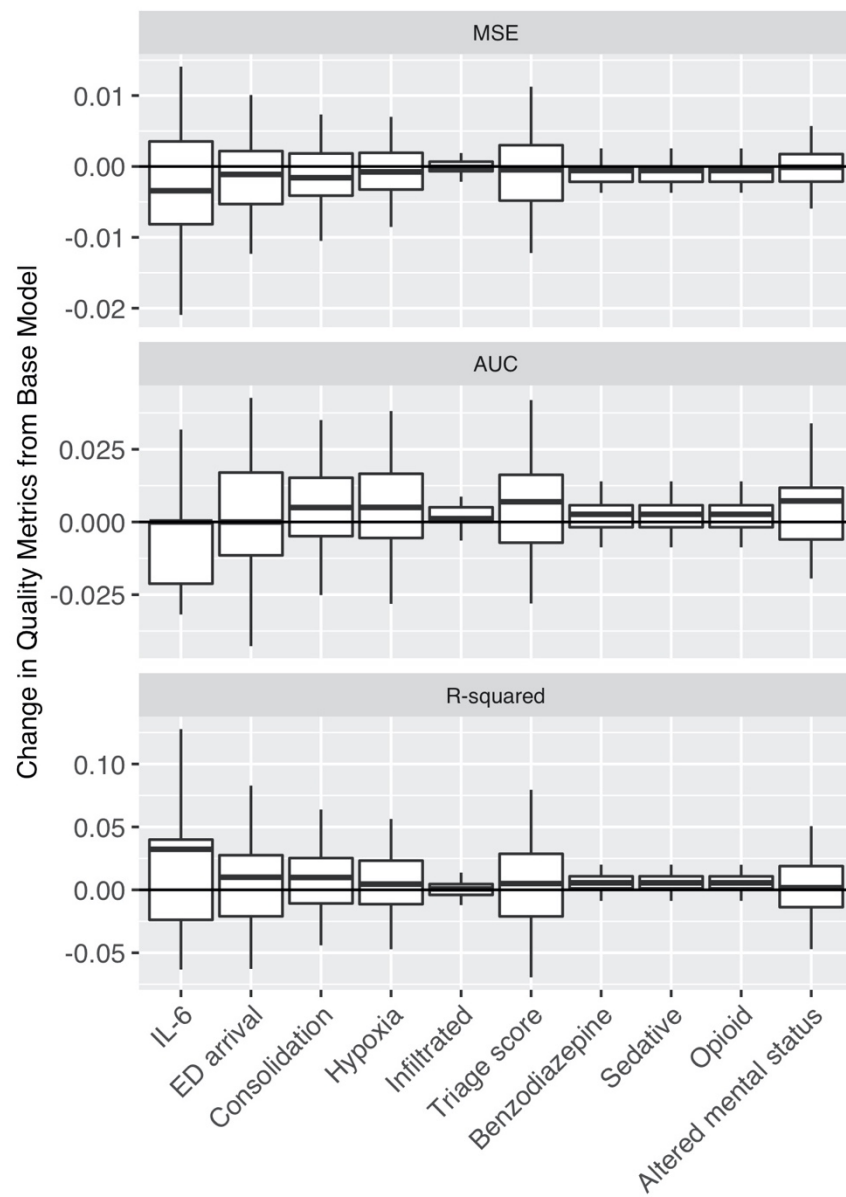 MSE
0.01
0.00
-0.01
-0.02
Change in Quality Metrics from Base Model
AUC
0.025
0.000
-0.025
R-squared
0.10
0.05
0.00
-0.05
IL-6
ED arrival
Consolidation
Hypoxia
Infiltrated
Triage score
Benzodiazepine
Sedative
Opioid
Altered mental status